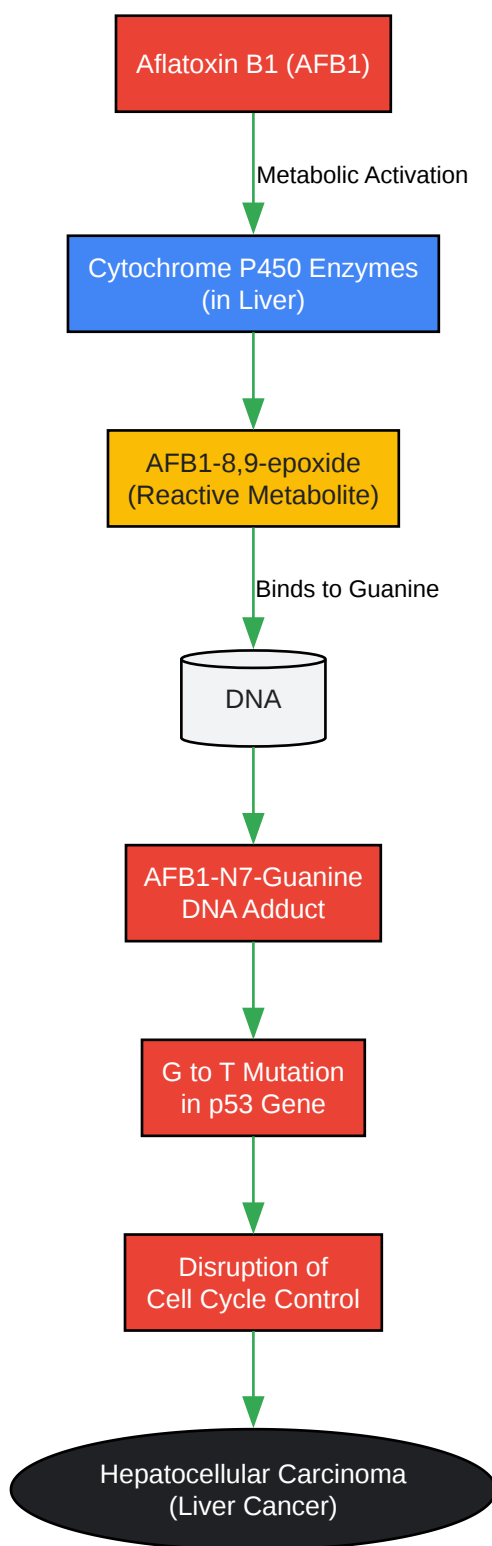 Aflatoxin B1 (AFB1)
Metabolic Activation
Cytochrome P450 Enzymes
(in Liver)
AFB1-8,9-epoxide
(Reactive Metabolite)
Binds to Guanine
DNA
AFB1-N7-Guanine
DNA Adduct
G to T Mutation
in p53 Gene
Disruption of
Cell Cycle Control
Hepatocellular Carcinoma
(Liver Cancer)